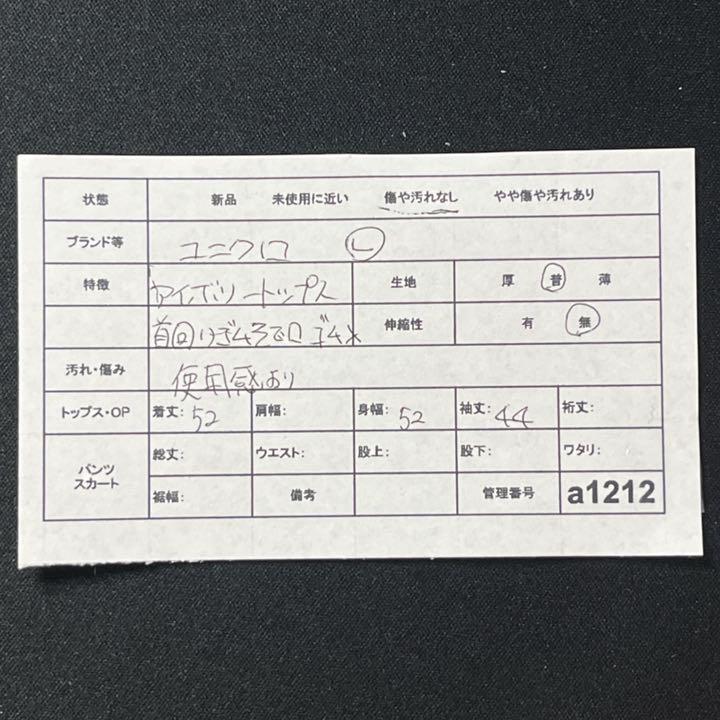 状態 新品 未使用に近い 傷や汚れなし やや傷や汚れあり
ブランド等 ユニクロ L
特徴 アイボリートップス 生地 厚 普 薄
首回りゴム 伸縮性 有 無
汚れ・傷み 使用感あり
トップス・OP 着丈: 52 肩幅: 身幅: 52 袖丈: 44 裄丈:
パンツ スカート 総丈: ウエスト: 股上: 股下: ワタリ:
裾幅: 備考 管理番号 a1212